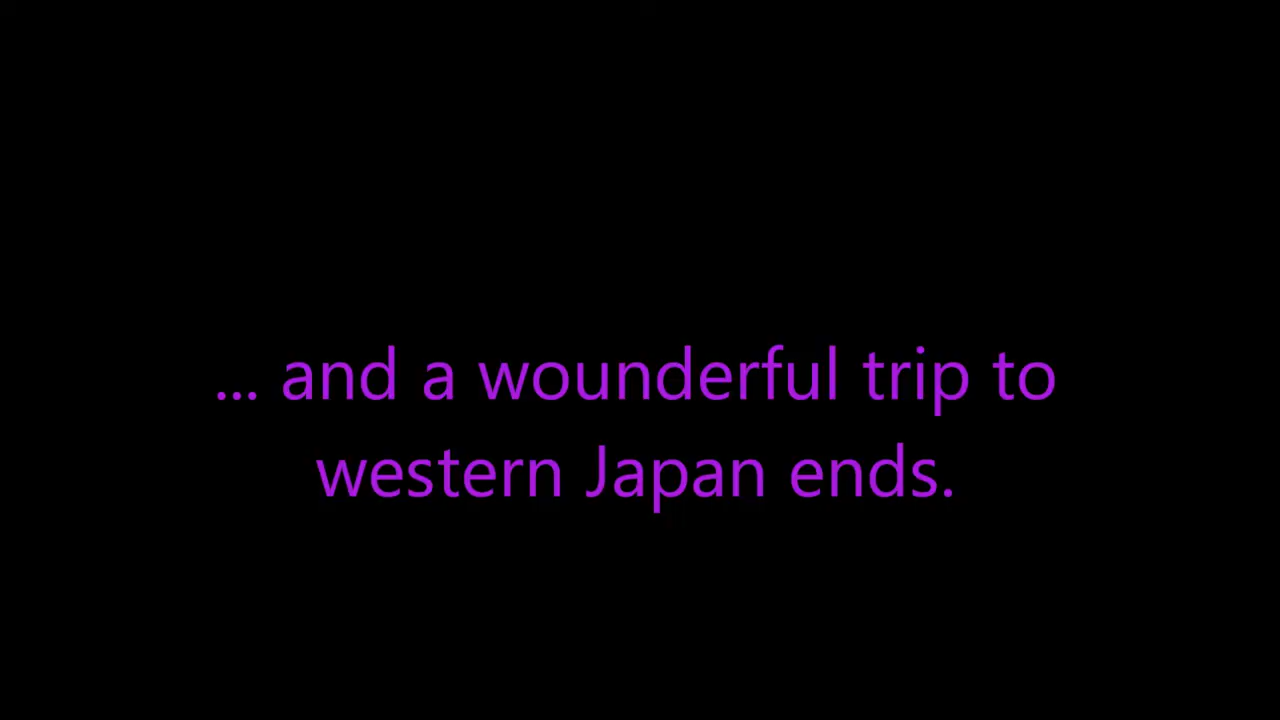 ... and a wounderful trip to
western Japan ends.